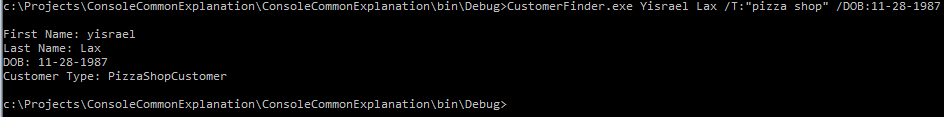 c:\Projects\ConsoleCommonExplanation\ConsoleCommonExplanation\bin\Debug>CustomerFinder.exe Yisrael Lax /T:"pizza shop" /DOB:11-28-1987
First Name: yisrael
Last Name: Lax
DOB: 11-28-1987
Customer Type: PizzaShopCustomer
c:\Projects\ConsoleCommonExplanation\ConsoleCommonExplanation\bin\Debug>